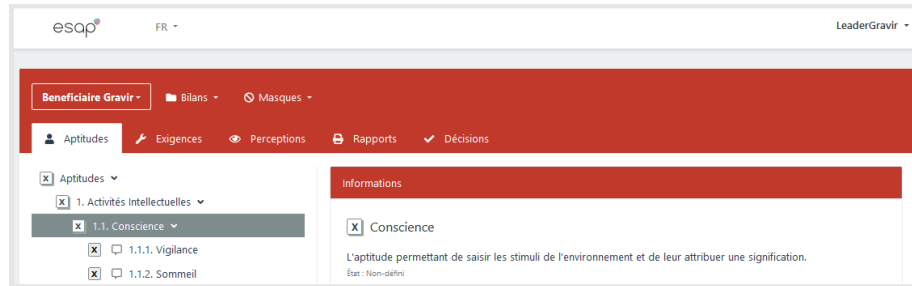 esap FR LeaderGravir
Beneficiaire Gravir Bilans Masques
Aptitudes Exigences Perceptions Rapports Décisions
X Aptitudes
X 1. Activités Intellectuelles
X 1.1. Conscience
X 1.1.1. Vigilance
X 1.1.2. Sommeil
Informations
X Conscience
L'aptitude permettant de saisir les stimuli de l'environnement et de leur attribuer une signification.
État : Non-défini